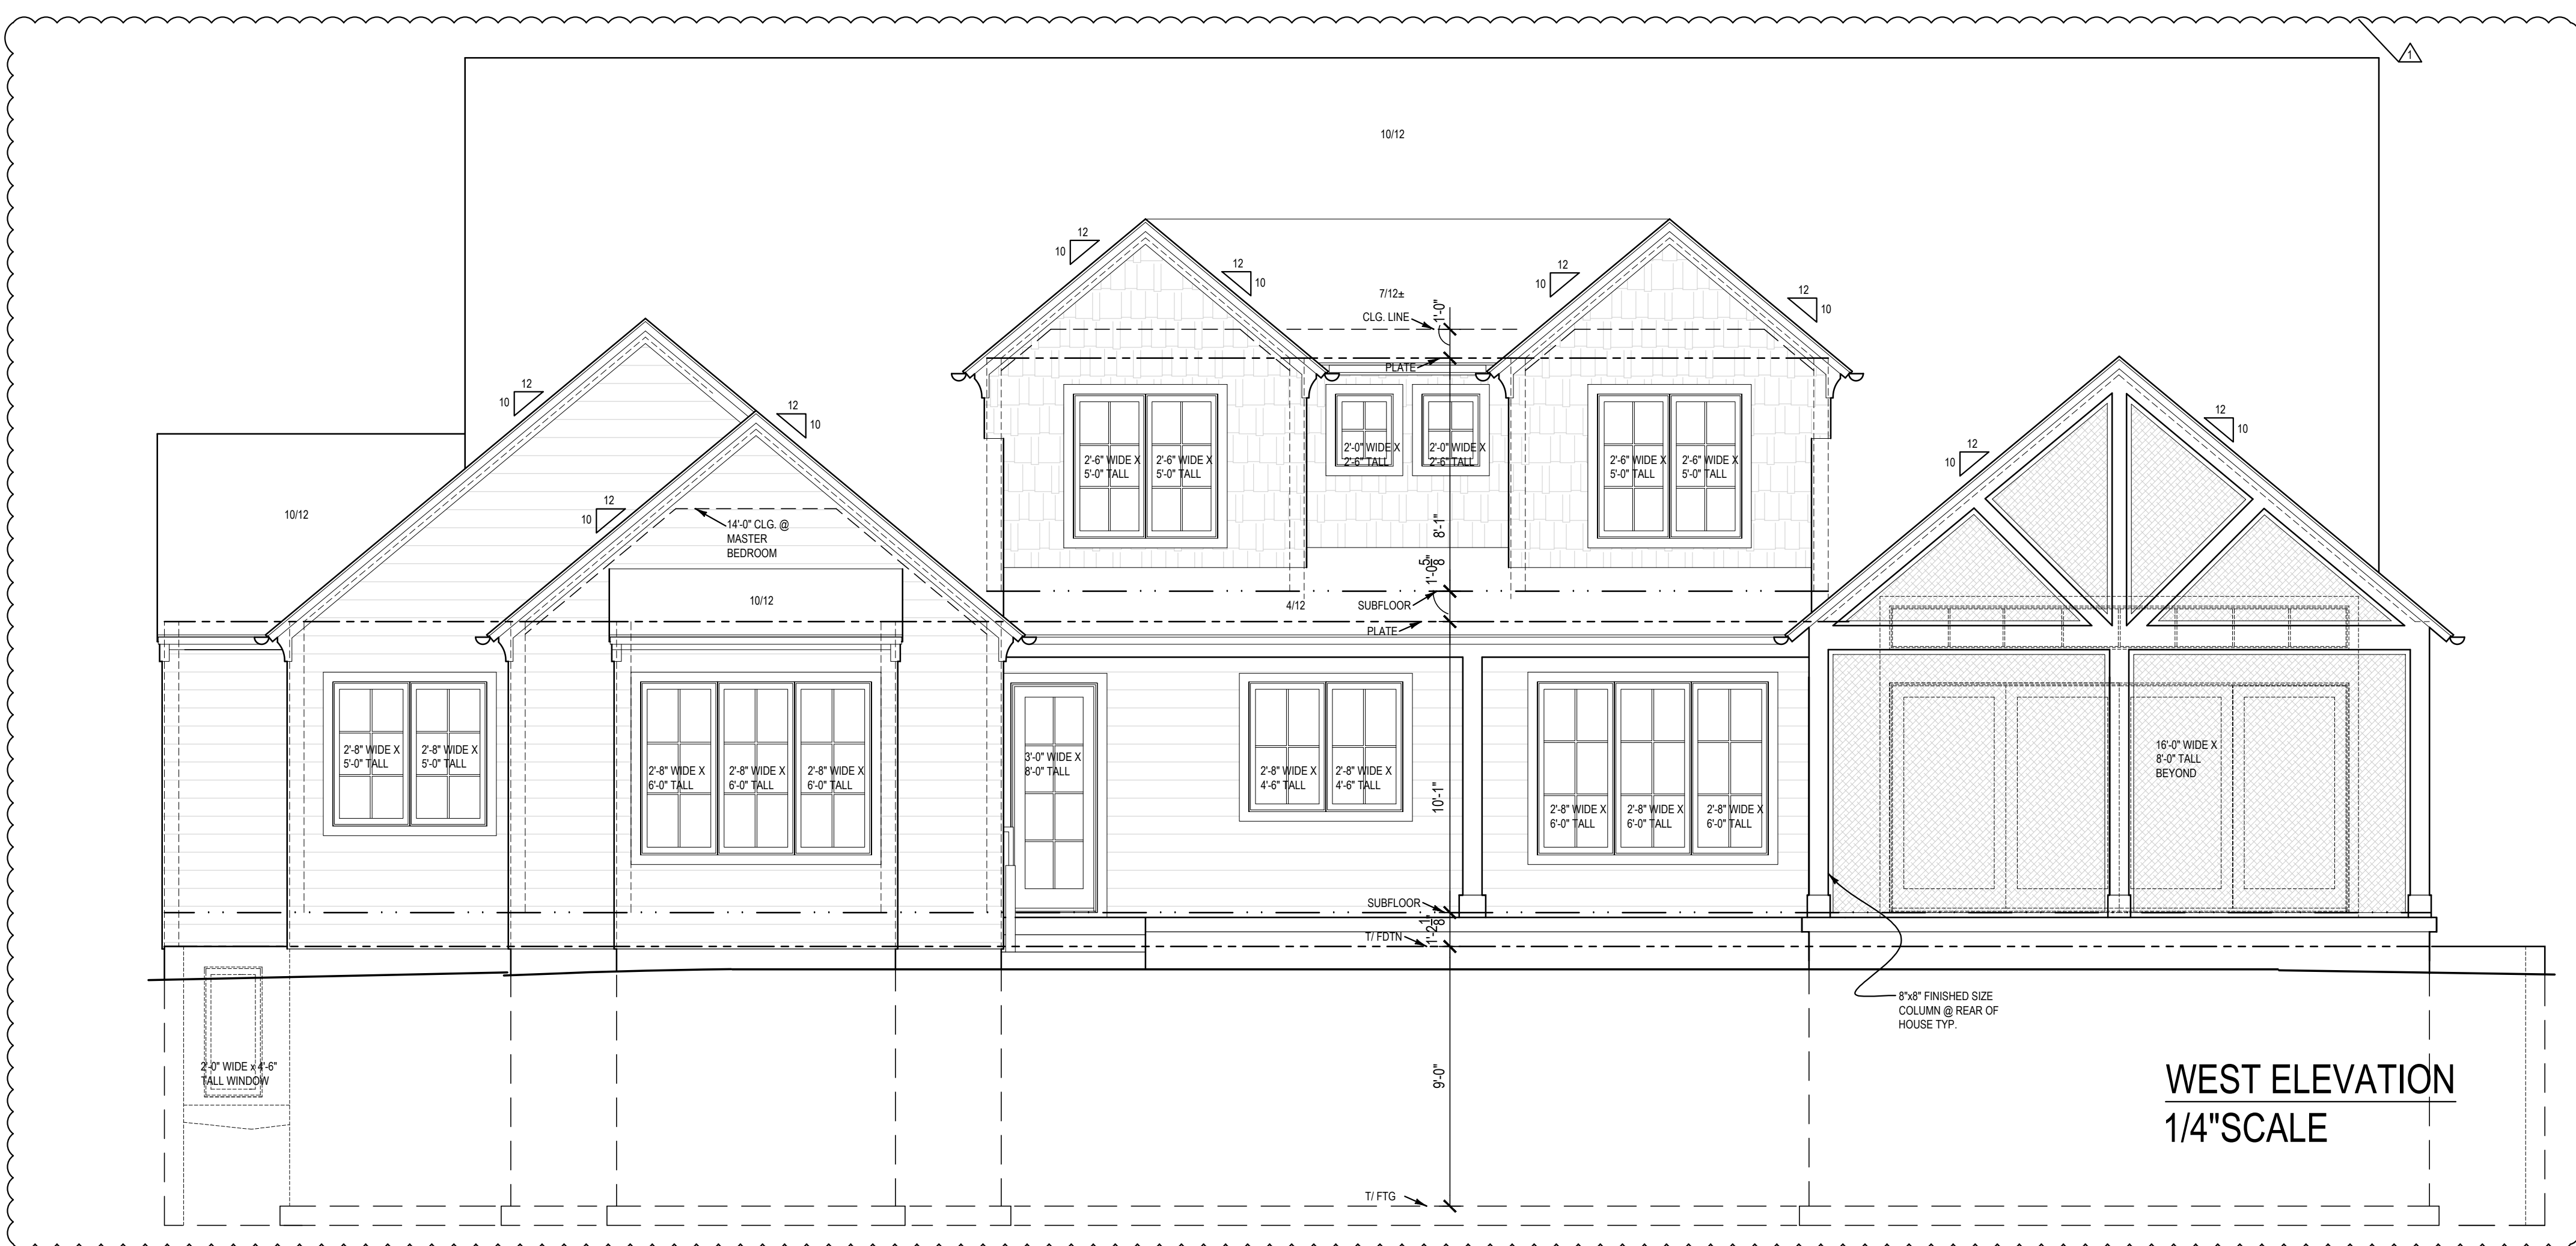 1
10/12
12
10
12
10
12
10
12
10
7/12±
CLG. LINE
1'-0"
PLATE
12
10
12
10
12
10
12
10
12
10
10/12
14'-0" CLG. @
MASTER
BEDROOM
2'-6" WIDE X
5'-0" TALL
2'-6" WIDE X
5'-0" TALL
2'-0" WIDE X
2'-6" TALL
2'-0" WIDE X
2'-6" TALL
2'-6" WIDE X
5'-0" TALL
2'-6" WIDE X
5'-0" TALL
8'-1"
1'-0 5/8"
10/12
4/12
SUBFLOOR
PLATE
2'-8" WIDE X
5'-0" TALL
2'-8" WIDE X
5'-0" TALL
2'-8" WIDE X
6'-0" TALL
2'-8" WIDE X
6'-0" TALL
2'-8" WIDE X
6'-0" TALL
3'-0" WIDE X
8'-0" TALL
2'-8" WIDE X
4'-6" TALL
2'-8" WIDE X
4'-6" TALL
10'-1"
2'-8" WIDE X
6'-0" TALL
2'-8" WIDE X
6'-0" TALL
2'-8" WIDE X
6'-0" TALL
16'-0" WIDE X
8'-0" TALL
BEYOND
SUBFLOOR
1'-2 1/8"
T/ FDTN
8"x8" FINISHED SIZE
COLUMN @ REAR OF
HOUSE TYP.
2'-0" WIDE x 4'-6"
TALL WINDOW
9'-0"
T/ FTG
WEST ELEVATION
1/4"SCALE